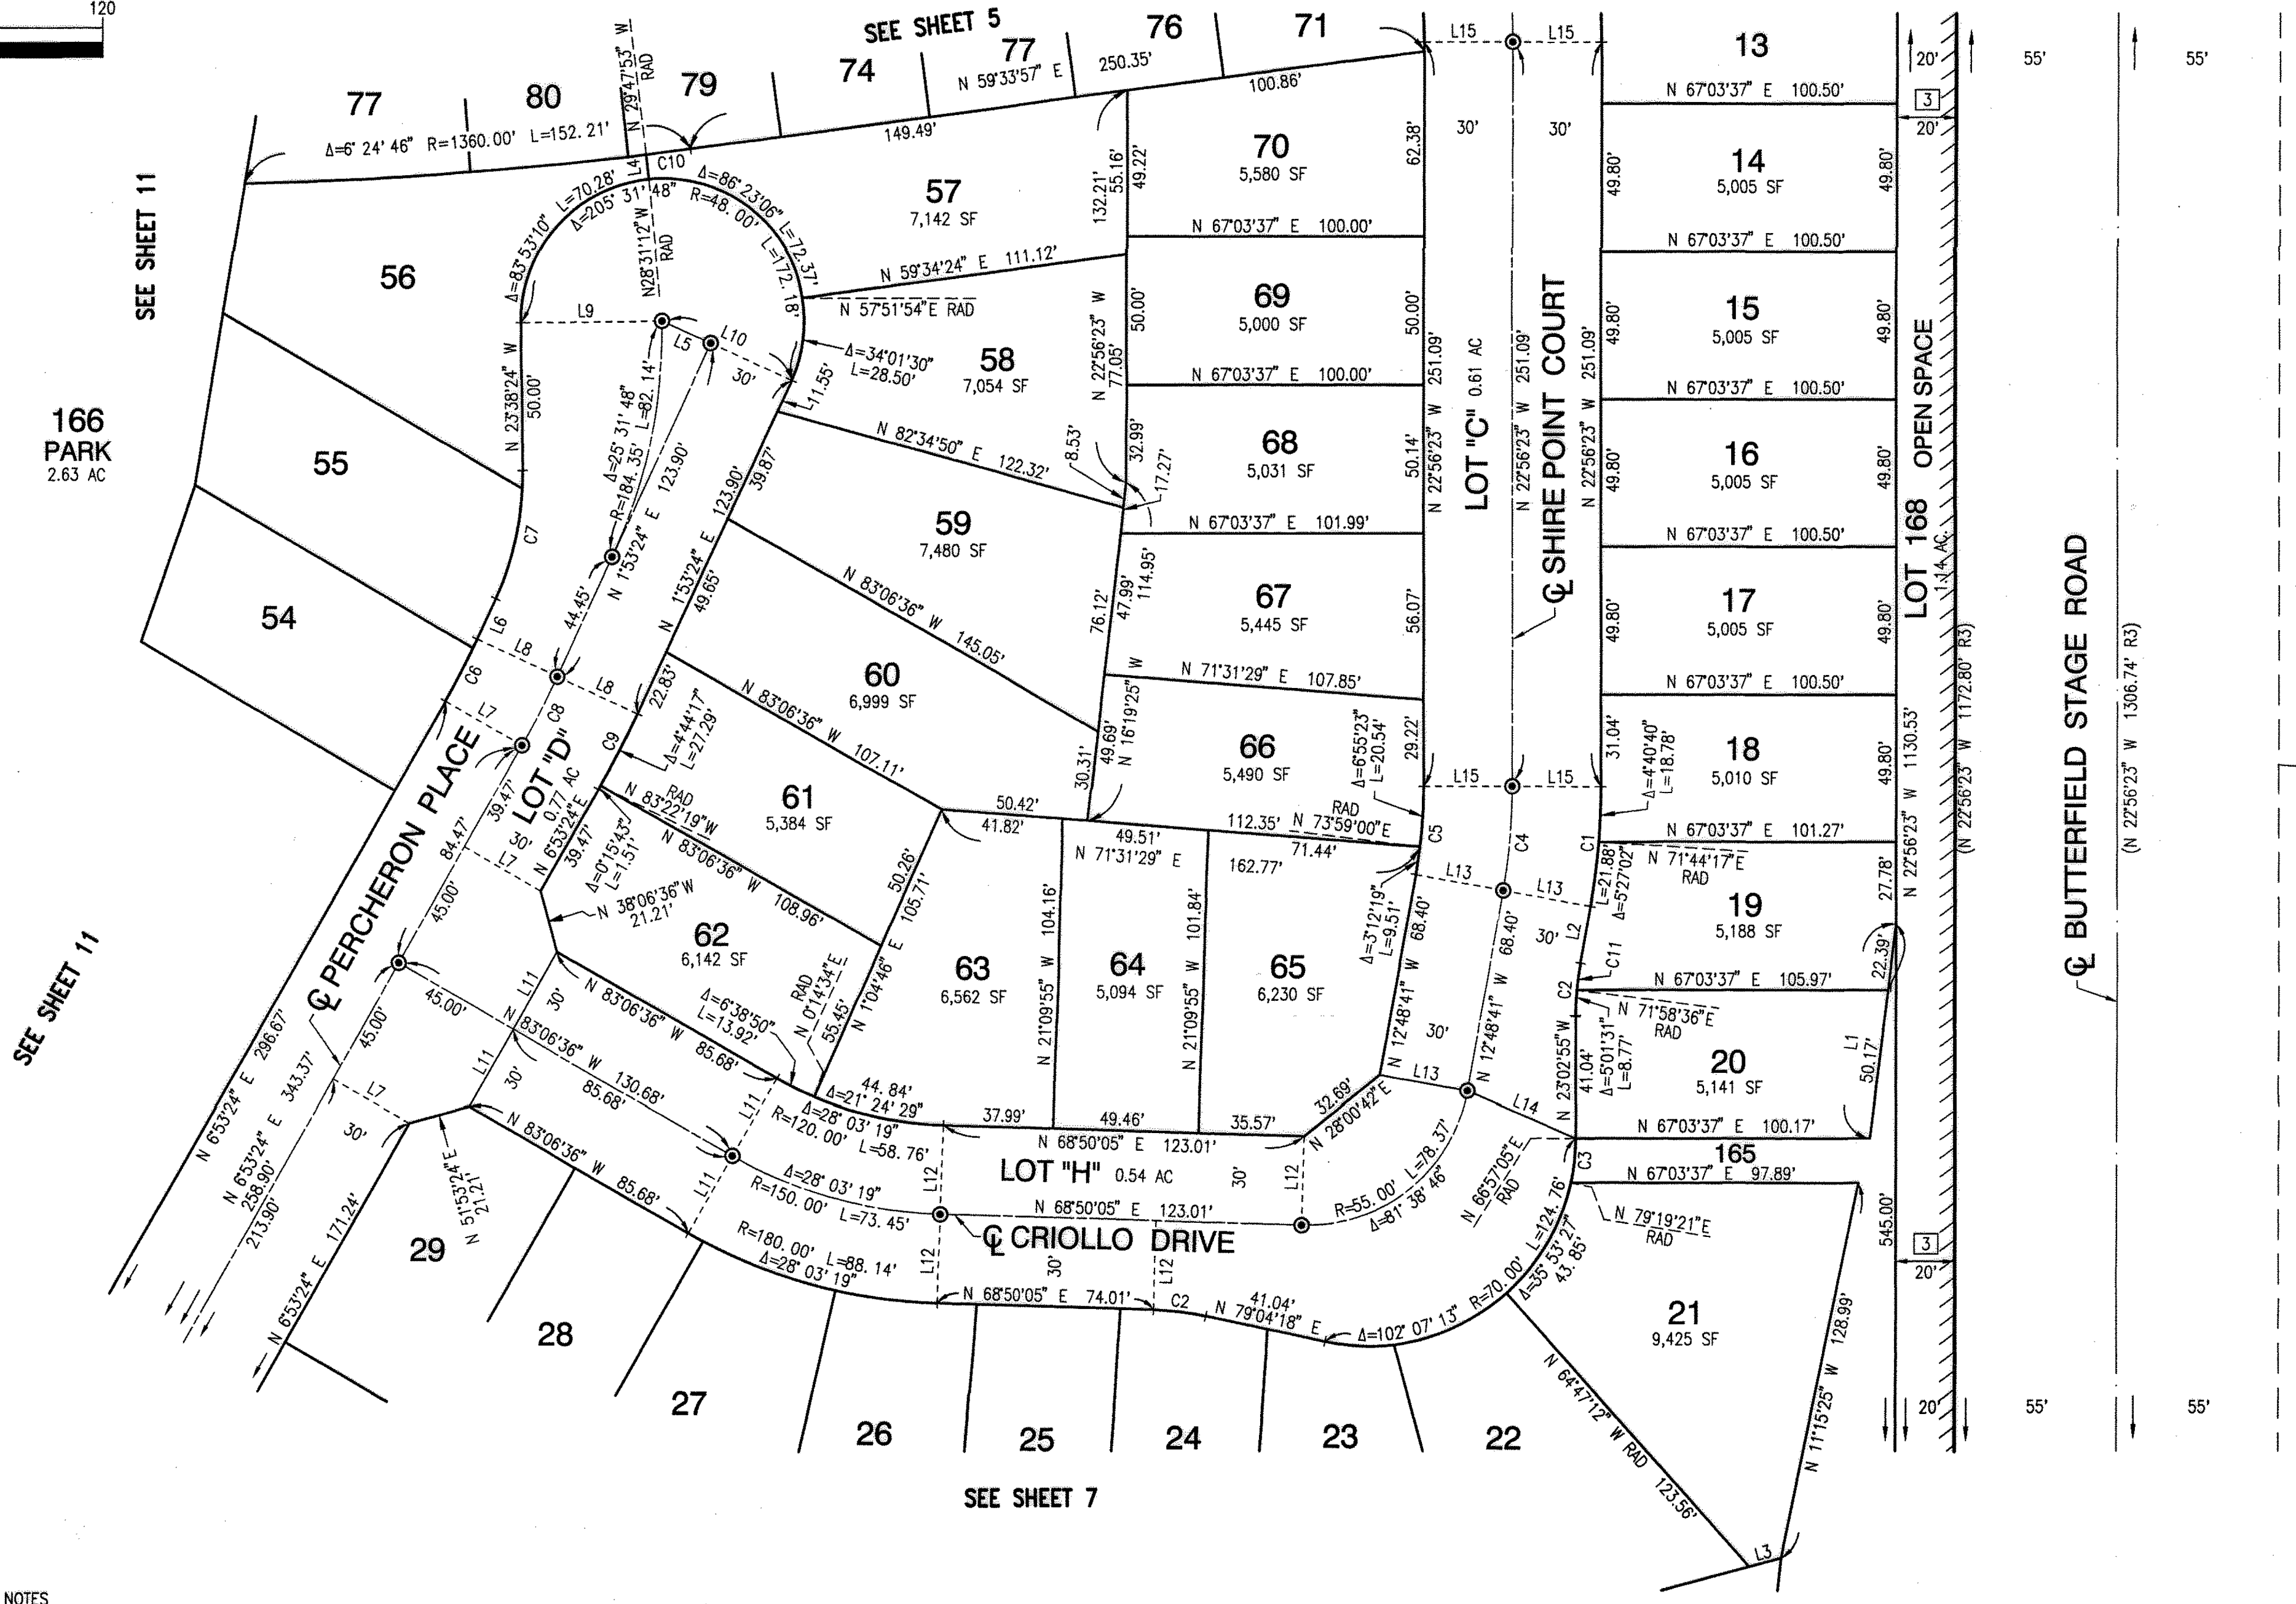 120
SEE SHEET 5
77
80
79
74
77
76
71
13
N 29°47'53" W
RAD
Δ=6° 24' 46" R=1360.00' L=152.21'
L4
C10
149.49'
N 59°33'57" E
250.35'
100.86'
L15
L15
N 67°03'37" E 100.50'
20'
3
20'
55'
55'
SEE SHEET 11
56
L=70.28'
Δ=83°53'10"
Δ=205° 31' 48"
R=48. 00'
Δ=86°23'06"
L=72.37'
L=172. 18'
N28°31'12"W
RAD
57
7,142 SF
132.21'
55.16'
49.22'
70
5,580 SF
62.38'
30'
30'
49.80'
14
5,005 SF
49.80'
N 67°03'37" E 100.00'
N 67°03'37" E 100.50'
N 59°34'24" E 111.12'
N 57°51'54"E RAD
L9
L5
L10
30'
Δ=34°01'30"
L=28.50'
L11.55'
58
7,054 SF
N 22°56'23" W
77.05'
50.00'
69
5,000 SF
50.00'
49.80'
15
5,005 SF
49.80'
N 67°03'37" E 100.00'
N 67°03'37" E 100.50'
N 23°38'24" W
50.00'
Δ=25° 31' 48"
R=184. 35'
L=82. 14'
123.90'
N 1°53'24" E
123.90'
39.87'
N 82°34'50" E 122.32'
8.53'
32.99'
17.27'
68
5,031 SF
50.14'
N 22°56'23" W 251.09'
LOT "C" 0.61 AC
N 22°56'23" W 251.09'
℄ SHIRE POINT COURT
N 22°56'23" W 251.09'
49.80'
16
5,005 SF
49.80'
N 67°03'37" E 101.99'
N 67°03'37" E 100.50'
LOT 168 OPEN SPACE
1.14 AC.
166
PARK
2.63 AC
55
54
C7
L6
L8
L8
C6
L7
C8
C9
44.45'
N 1°53'24" E
49.65'
59
7,480 SF
N 83°06'36" W 145.05'
76.12'
47.99'
114.95'
67
5,445 SF
56.07'
49.80'
17
5,005 SF
49.80'
N 71°31'29" E 107.85'
N 67°03'37" E 100.50'
60
6,999 SF
22.83'
N 83°06'36" W 107.11'
Δ=4°44'17"
L=27.29'
49.69'
30.31'
N 16°19'25" W
66
5,490 SF
Δ=6°55'23"
L=20.54'
29.22'
L15
L15
31.04'
Δ=4°40'40"
L=18.78'
18
5,010 SF
49.80'
N 22°56'23" W 1130.53'
(N 22°56'23" W 1172.80' R3)
℄ BUTTERFIELD STAGE ROAD
(N 22°56'23" W 1306.74' R3)
N 67°03'37" E 101.27'
℄ PERCHERON PLACE
LOT "D"
0.77 AC
39.47'
84.47'
30'
L7
45.00'
N 6°53'24" E
39.47'
RAD
N 83°22'19"W
N 83°06'36" W 108.96'
Δ=0°15'43"
L=1.51'
61
5,384 SF
50.42'
41.82'
49.51'
N 71°31'29" E
112.35'
162.77'
71.44'
RAD
N 73°59'00"E
C5
C4
C1
L13
L13
N 71°44'17"E
RAD
L=21.88'
Δ=5°27'02"
27.78'
19
5,188 SF
22.39'
N 38°06'36"W
21.21'
62
6,142 SF
50.26'
105.71'
N 1°04'46" E
55.45'
RAD
N 0°14'34"E
Δ=6°38'50"
L=13.92'
63
6,562 SF
N 21°09'55" W 104.16'
64
5,094 SF
N 21°09'55" W 101.84'
65
6,230 SF
Δ=3°12'19"
L=9.51'
N 12°48'41" W 68.40'
30'
N 12°48'41" W 68.40'
30'
L2
C11
C2
N 67°03'37" E 105.97'
N 71°58'36"E
RAD
SEE SHEET 11
45.00'
45.00'
L11
30'
L11
30'
N 83°06'36" W 85.68'
N 83°06'36" W 130.68'
85.68'
N 23°02'55"W
41.04'
Δ=5°01'31"
L=8.77'
20
5,141 SF
L1
50.17'
N 6°53'24" E 296.67'
N 6°53'24" E 343.37'
258.90'
213.90'
L7
30'
N 51°53'24"E
21.21'
N 6°53'24" E 171.24'
N 83°06'36" W 85.68'
L11
L11
44. 84'
Δ=21° 24' 29"
Δ=28° 03' 19"
R=120. 00' L=58. 76'
37.99'
49.46'
35.57'
N 68°50'05" E 123.01'
32.69'
N 28°00'42"E
L13
L14
N 67°03'37" E 100.17'
165
N 67°03'37" E 97.89'
C3
LOT "H" 0.54 AC
30'
L12
L12
Δ=28° 03' 19"
R=150. 00' L=73. 45'
N 68°50'05" E 123.01'
℄ CRIOLLO DRIVE
30'
R=55. 00' L=78. 37'
Δ=81° 38' 46"
N 66°57'05" E
RAD
N 79°19'21"E
RAD
545.00'
3
20'
R=180. 00' L=88. 14'
Δ=28° 03' 19"
L12
L12
N 68°50'05" E 74.01'
C2
41.04'
N 79°04'18" E
Δ=102° 07' 13" R=70. 00' L=124. 76'
Δ=35° 53' 27"
43. 85'
21
9,425 SF
N 11°15'25" W 128.99'
N 64°47'12" W RAD 123.56'
L3
20'
55'
55'
29
28
27
26
25
24
23
22
SEE SHEET 7
NOTES